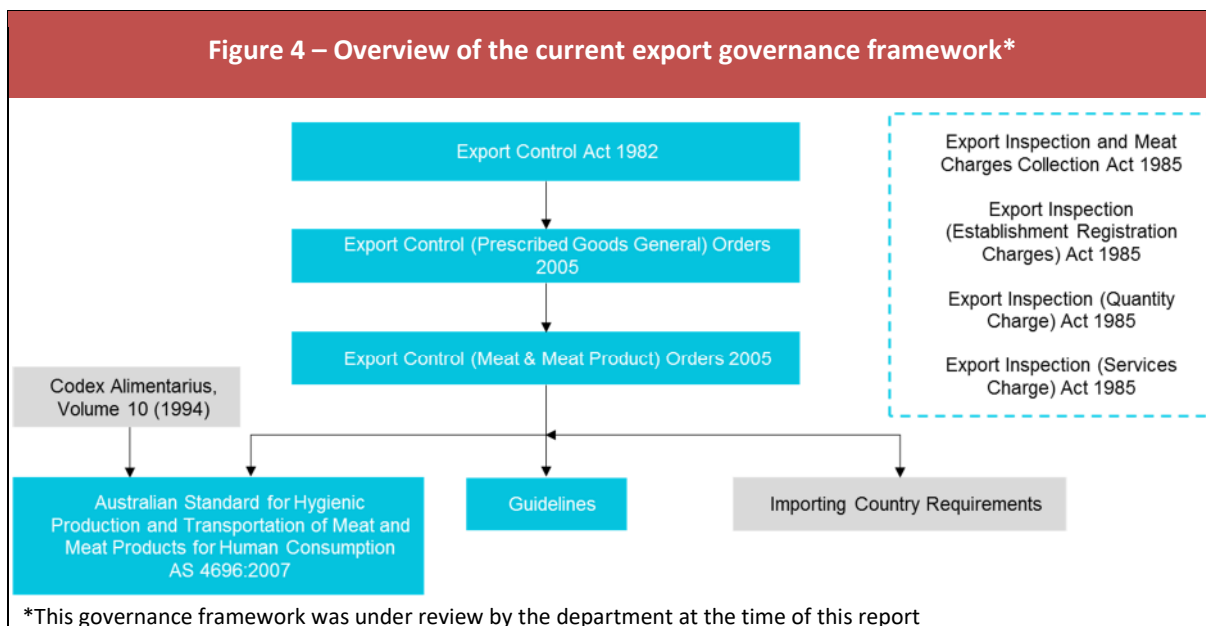 Figure 4 – Overview of the current export governance framework*
Export Control Act 1982
Export Control (Prescribed Goods General) Orders
2005
Export Control (Meat & Meat Product) Orders 2005
Export Inspection and Meat
Charges Collection Act 1985
Export Inspection
(Establishment Registration
Charges) Act 1985
Export Inspection (Quantity
Charge) Act 1985
Export Inspection (Services
Charge) Act 1985
Codex Alimentarius,
Volume 10 (1994)
Australian Standard for Hygienic
Production and Transportation of Meat and
Meat Products for Human Consumption
AS 4696:2007
Guidelines
Importing Country Requirements
*This governance framework was under review by the department at the time of this report